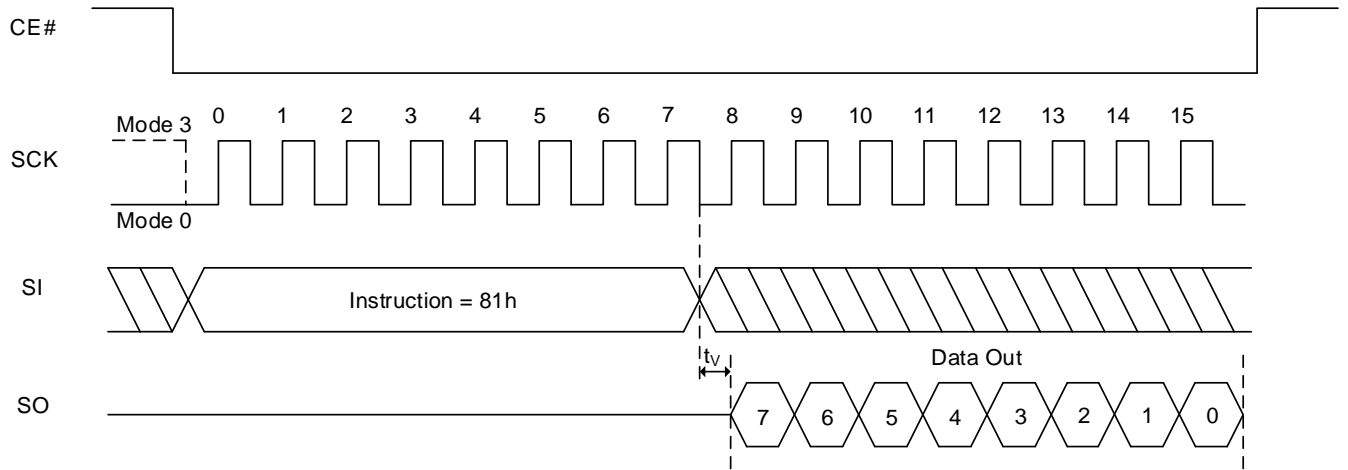 CE#
Mode 3 0 1 2 3 4 5 6 7 8 9 10 11 12 13 14 15
SCK
Mode 0
SI
Instruction = 81h
tV Data Out
SO
7 6 5 4 3 2 1 0